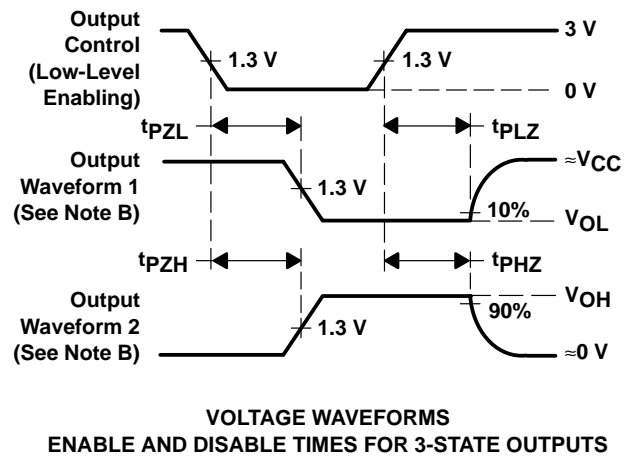 Output
Control
(Low-Level
Enabling)
1.3 V
1.3 V
3 V
0 V
tPZL
tPLZ
Output
Waveform 1
(See Note B)
1.3 V
≈VCC
10%
VOL
tPZH
tPHZ
Output
Waveform 2
(See Note B)
1.3 V
VOH
90%
≈0 V
VOLTAGE WAVEFORMS
ENABLE AND DISABLE TIMES FOR 3-STATE OUTPUTS